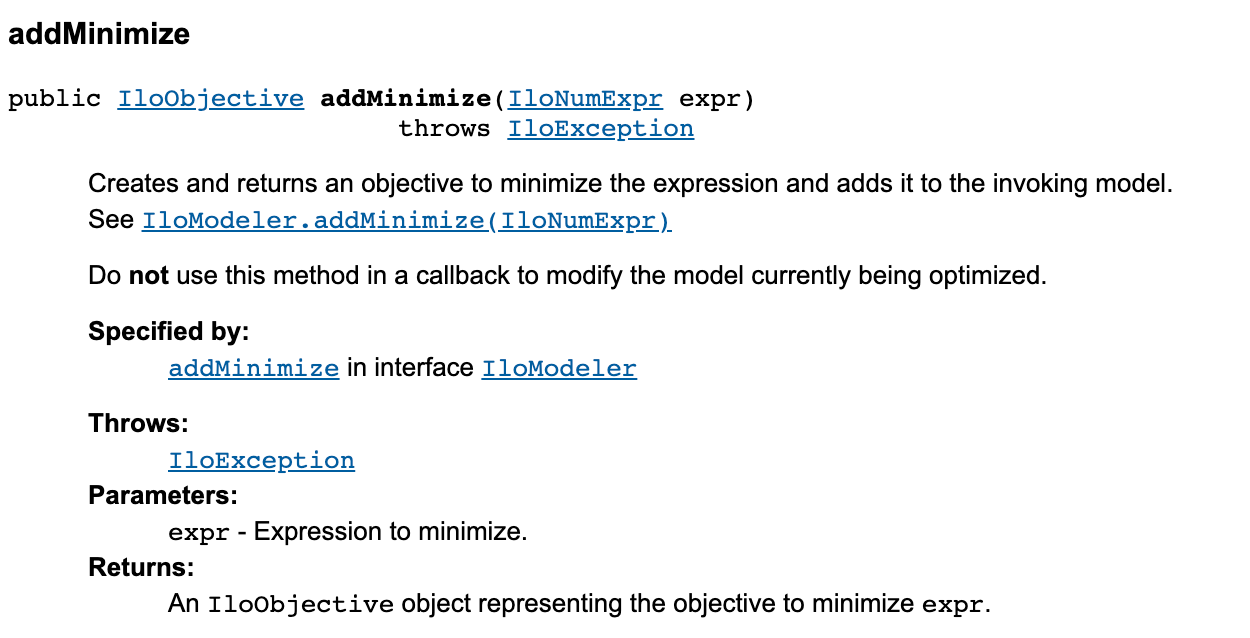 addMinimize
public IloObjective addMinimize(IloNumExpr expr)
throws IloException
Creates and returns an objective to minimize the expression and adds it to the invoking model.
See IloModeler.addMinimize(IloNumExpr)
Do not use this method in a callback to modify the model currently being optimized.
Specified by:
addMinimize in interface IloModeler
Throws:
IloException
Parameters:
expr - Expression to minimize.
Returns:
An IloObjective object representing the objective to minimize expr.